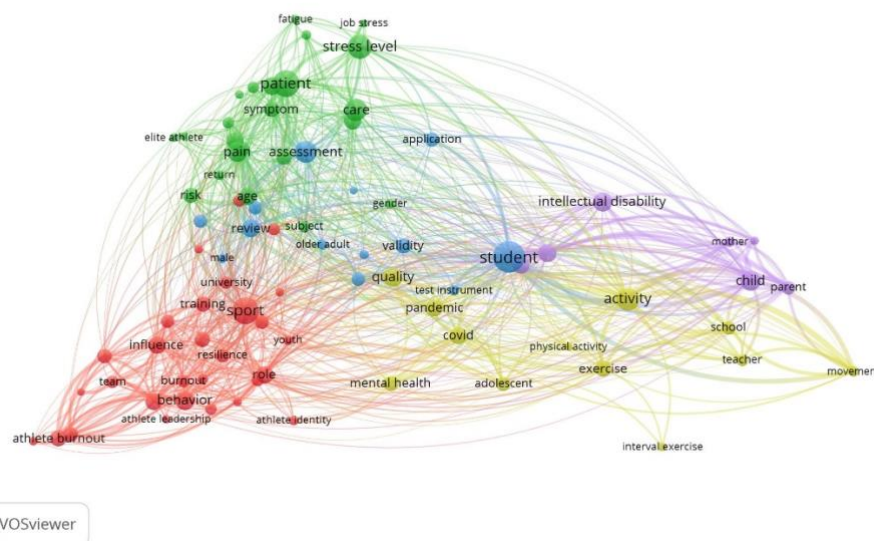 fatigue
job stress
stress level
patient
symptom
care
elite athlete
application
pain
assessment
return
risk
age
gender
intellectual disability
review
subject
older adult
validity
mother
male
student
university
quality
test instrument
child
parent
training
sport
pandemic
activity
influence
youth
covid
school
resilience
physical activity
teacher
team
burnout
role
mental health
adolescent
exercise
movemen
behavior
athlete leadership
athlete identity
athlete burnout
interval exercise
VOSviewer